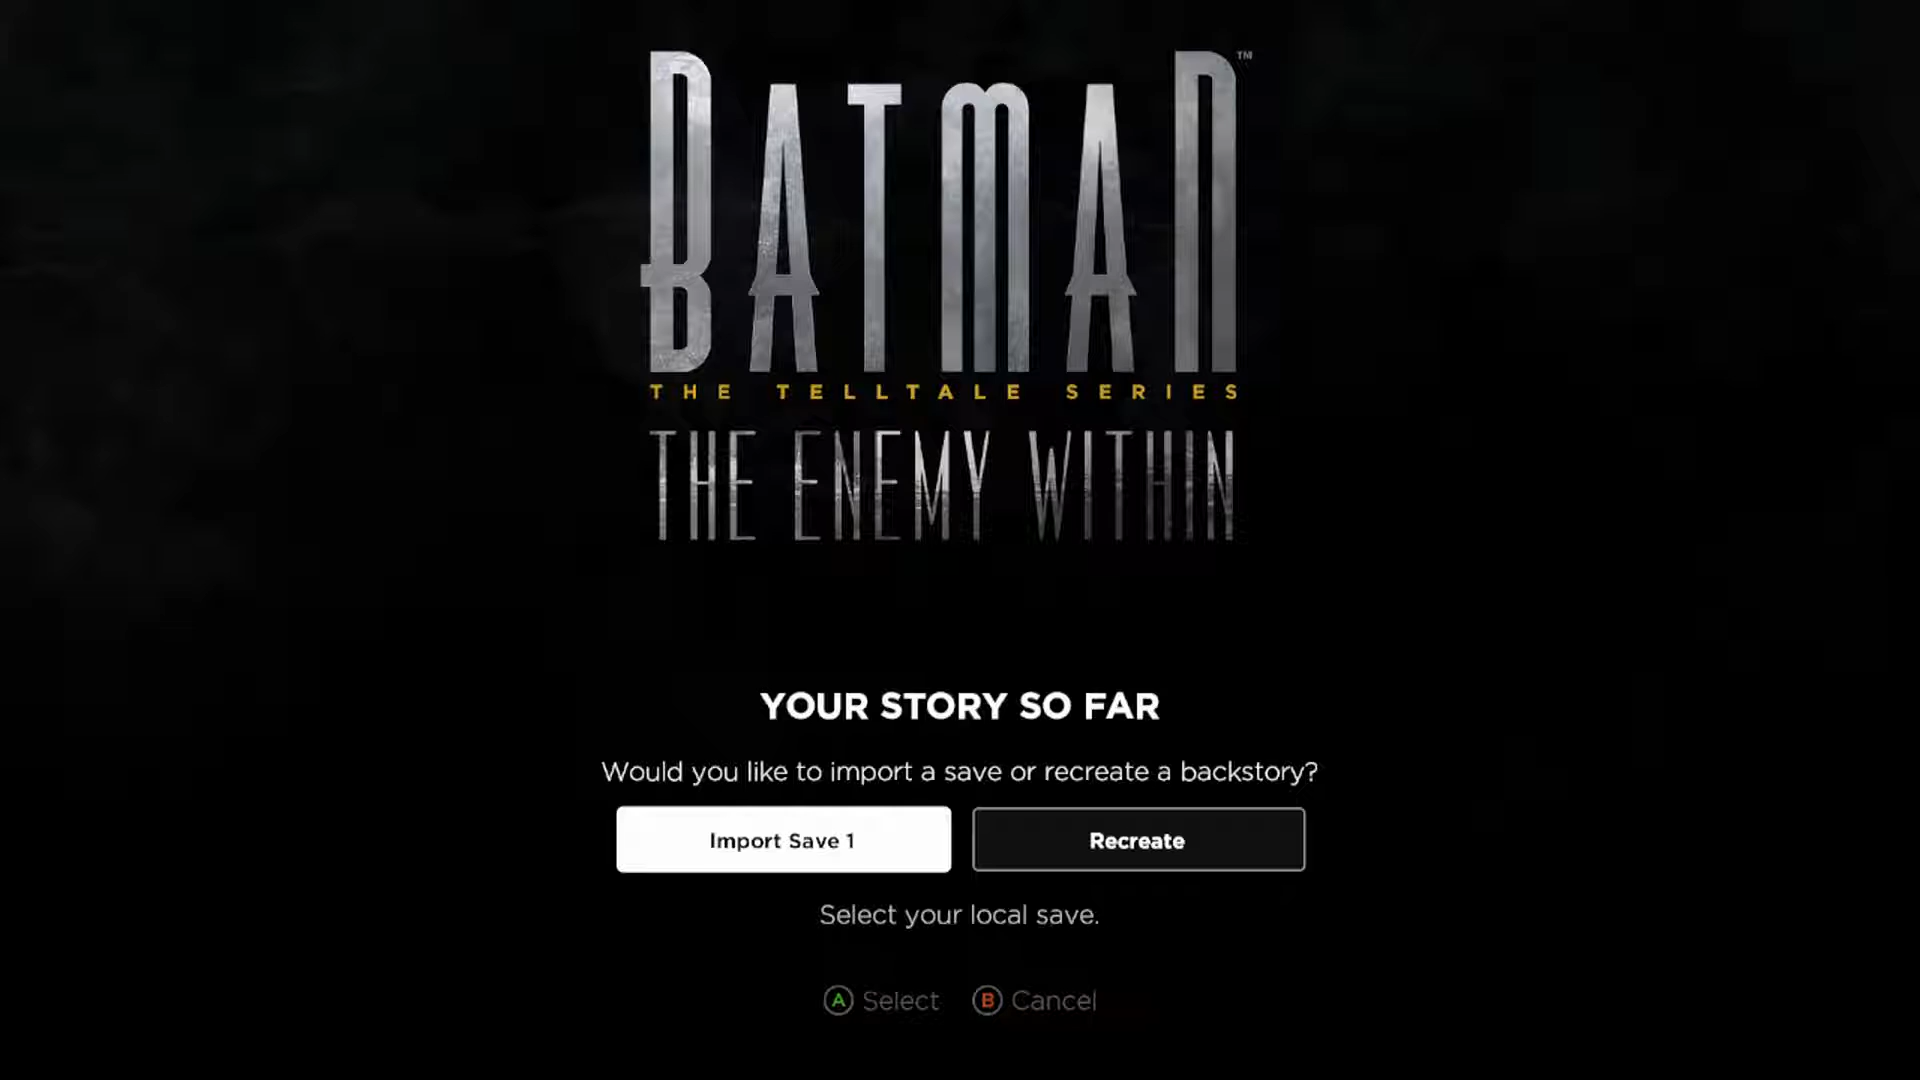 BATMAN™
THE TELLTALE SERIES
THE ENEMY WITHIN
YOUR STORY SO FAR
Would you like to import a save or recreate a backstory?
Import Save 1
Recreate
Select your local save.
A Select B Cancel